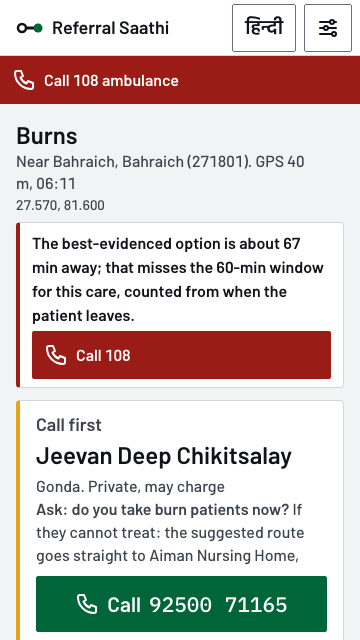 Referral Saathi
हिन्दी
Call 108 ambulance
Burns
Near Bahraich, Bahraich (271801). GPS 40
m, 06:11
27.570, 81.600
The best-evidenced option is about 67
min away; that misses the 60-min window
for this care, counted from when the
patient leaves.
Call 108
Call first
Jeevan Deep Chikitsalay
Gonda. Private, may charge
Ask: do you take burn patients now? If
they cannot treat: the suggested route
goes straight to Aiman Nursing Home,
Call 92500 71165